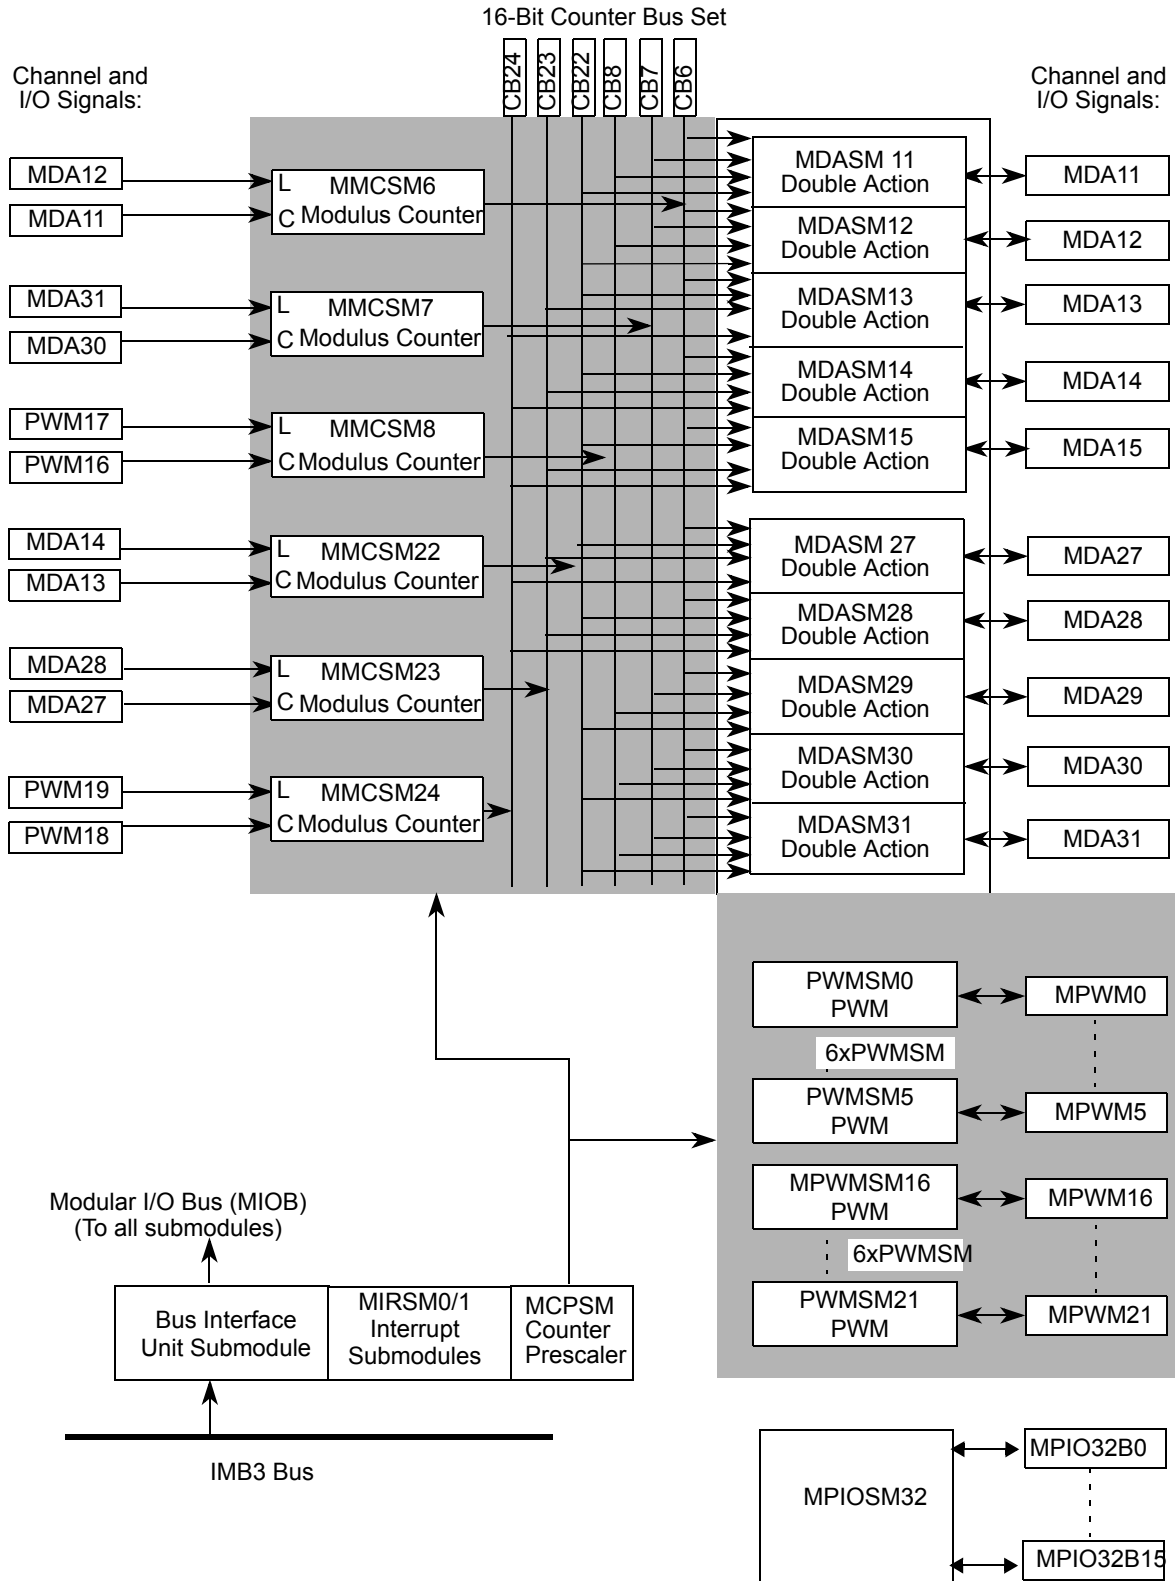 16-Bit Counter Bus Set
CB24
CB23
CB22
CB8
CB7
CB6
Channel and
I/O Signals:
Channel and
I/O Signals:
MDA12
MDA11
L
C
MMCSM6
Modulus Counter
MDA31
MDA30
L
C
MMCSM7
Modulus Counter
PWM17
PWM16
L
C
MMCSM8
Modulus Counter
MDA14
MDA13
L
C
MMCSM22
Modulus Counter
MDA28
MDA27
L
C
MMCSM23
Modulus Counter
PWM19
PWM18
L
C
MMCSM24
Modulus Counter
MDASM 11
Double Action
MDA11
MDASM12
Double Action
MDA12
MDASM13
Double Action
MDA13
MDASM14
Double Action
MDA14
MDASM15
Double Action
MDA15
MDASM 27
Double Action
MDA27
MDASM28
Double Action
MDA28
MDASM29
Double Action
MDA29
MDASM30
Double Action
MDA30
MDASM31
Double Action
MDA31
PWMSM0
PWM
MPWM0
6xPWMSM
PWMSM5
PWM
MPWM5
MPWMSM16
PWM
MPWM16
6xPWMSM
PWMSM21
PWM
MPWM21
Modular I/O Bus (MIOB)
(To all submodules)
Bus Interface
Unit Submodule
MIRSM0/1
Interrupt
Submodules
MCPSM
Counter
Prescaler
IMB3 Bus
MPIOSM32
MPIO32B0
MPIO32B15